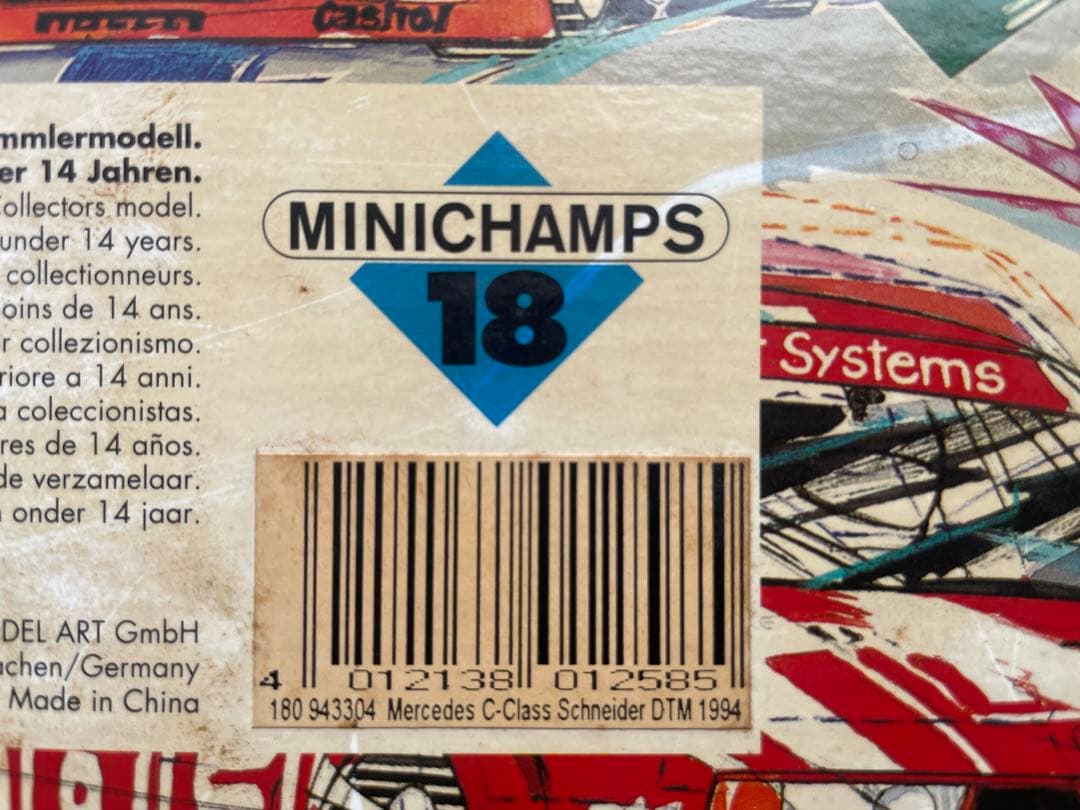 PIRELLI
Castrol
mmlermodell.
er 14 Jahren.
Collectors model.
under 14 years.
collectionneurs.
oins de 14 ans.
r collezionismo.
riore a 14 anni.
a coleccionistas.
res de 14 años.
de verzamelaar.
n onder 14 jaar.
DEL ART GmbH
achen/Germany
Made in China
MINICHAMPS
18
Systems
4 012138 012585
180 943304 Mercedes C-Class Schneider DTM 1994